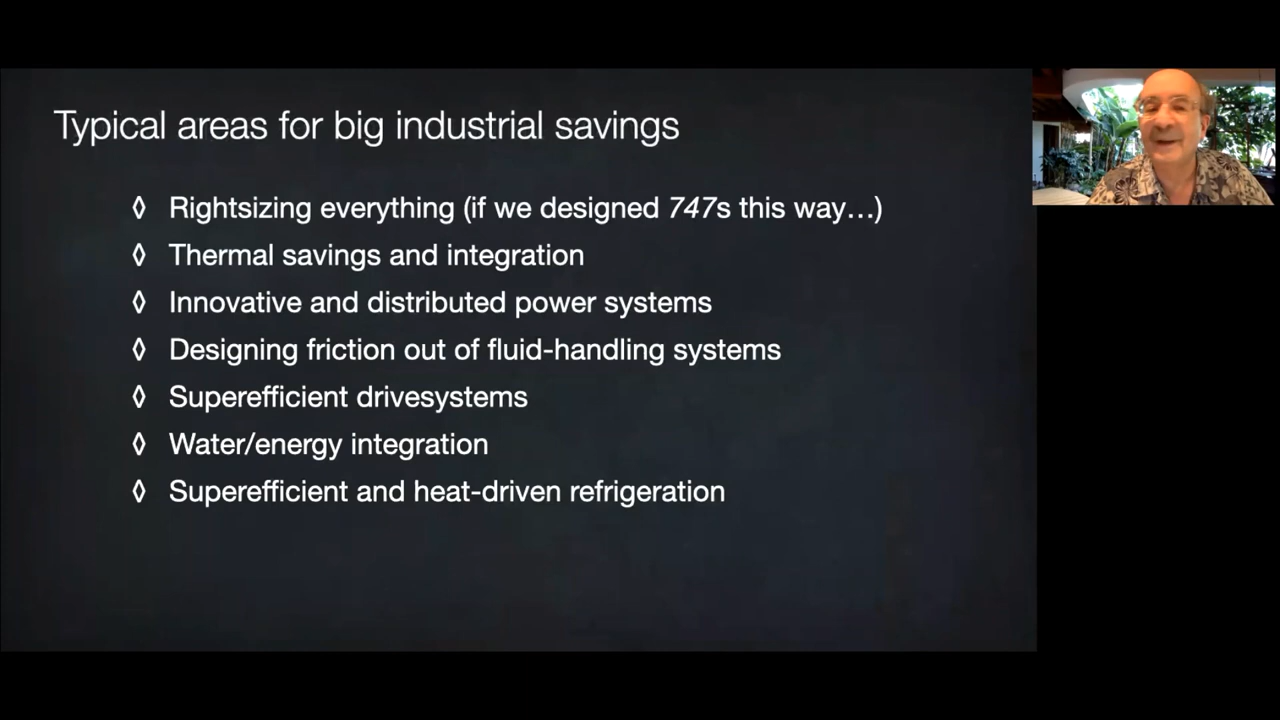 Typical areas for big industrial savings
◊ Rightsizing everything (if we designed 747s this way…)
◊ Thermal savings and integration
◊ Innovative and distributed power systems
◊ Designing friction out of fluid-handling systems
◊ Superefficient drivesystems
◊ Water/energy integration
◊ Superefficient and heat-driven refrigeration